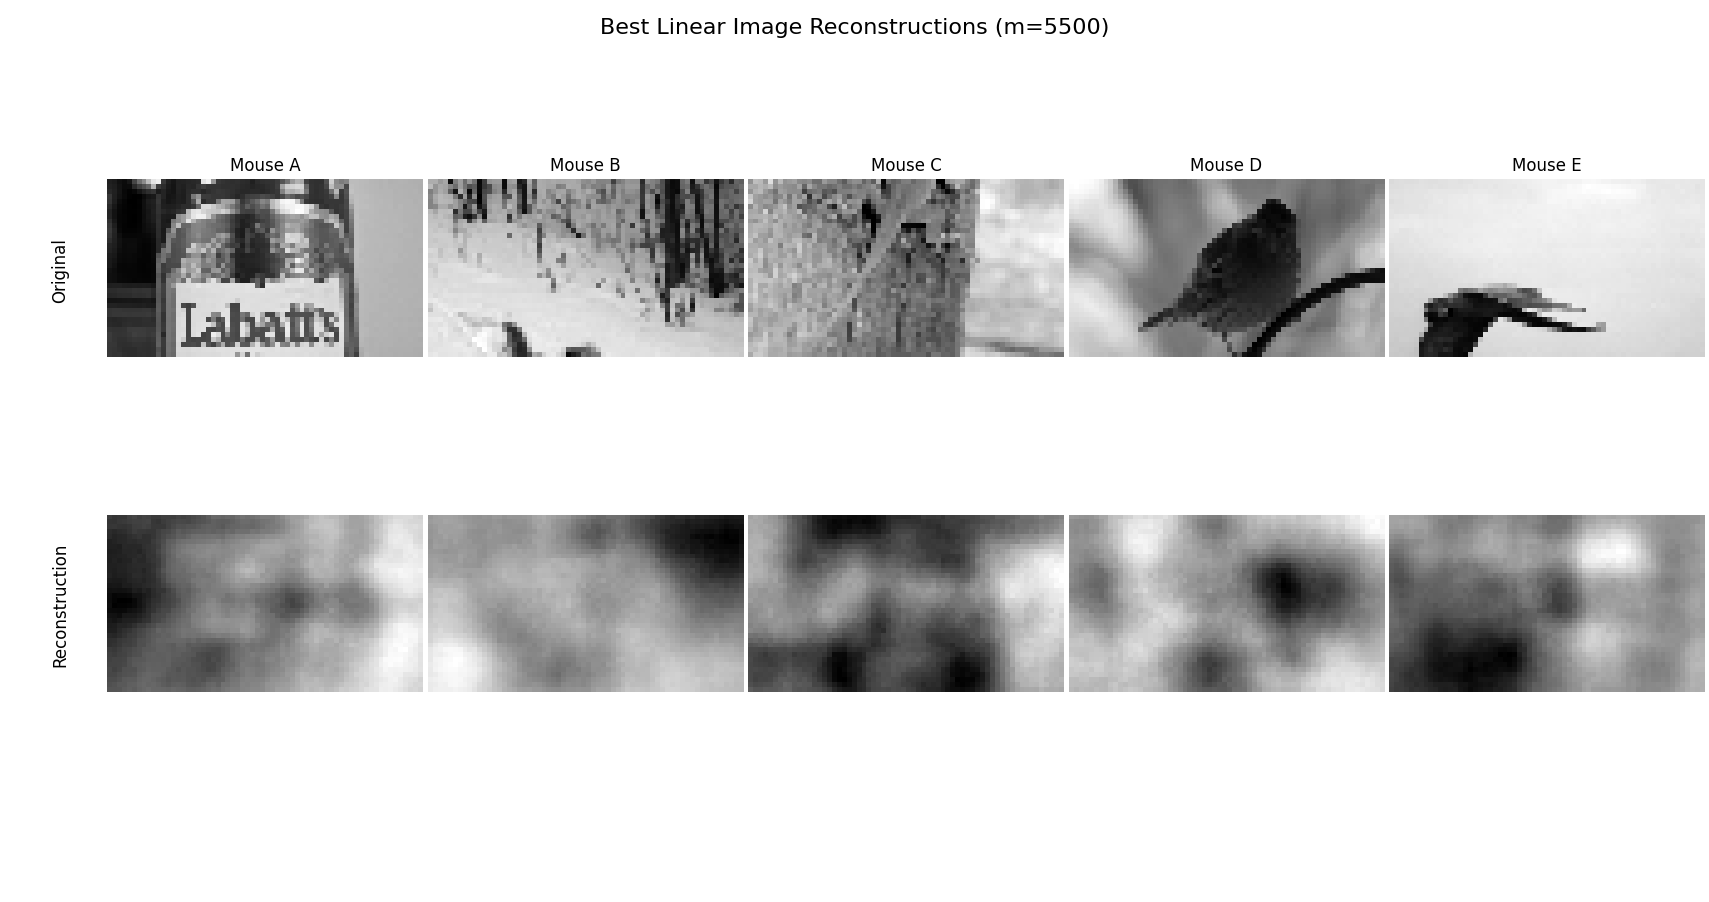 Best Linear Image Reconstructions (m=5500)
Mouse A
Mouse B
Mouse C
Mouse D
Mouse E
Original
Labatt's
Reconstruction